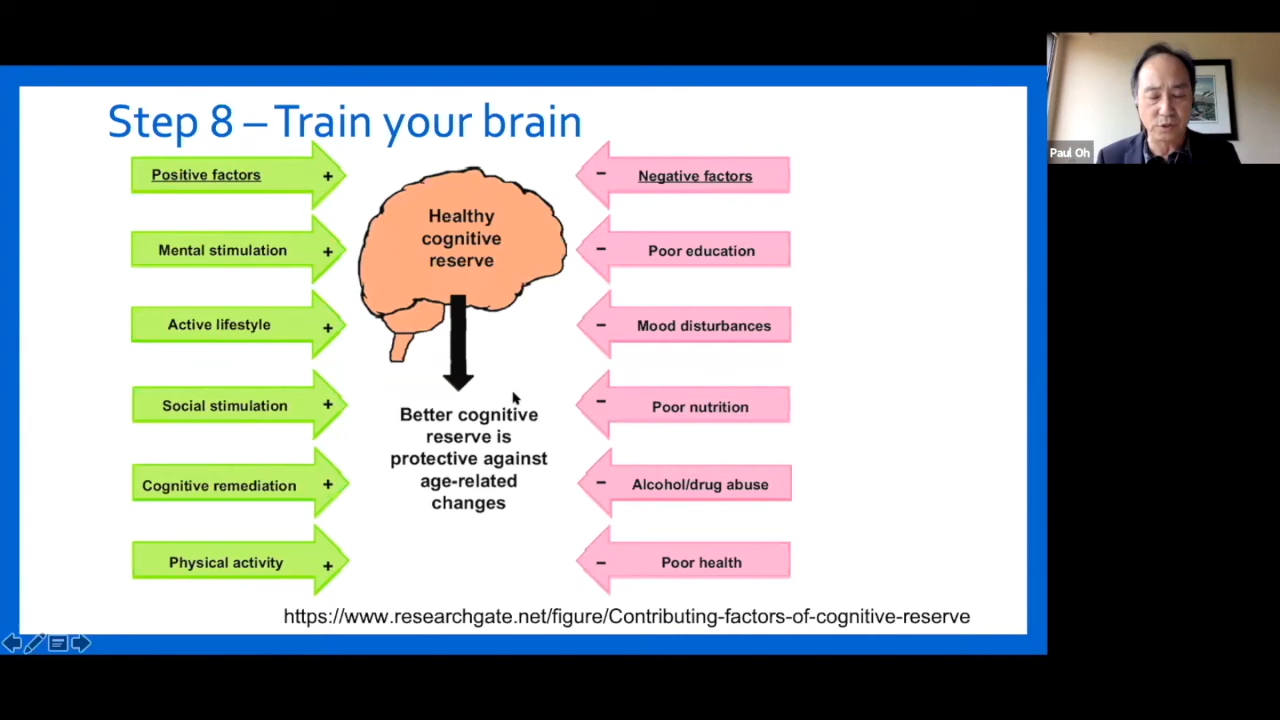 Step 8 – Train your brain
Positive factors +
Mental stimulation +
Active lifestyle +
Social stimulation +
Cognitive remediation +
Physical activity +
Healthy
cognitive
reserve
Better cognitive
reserve is
protective against
age-related
changes
– Negative factors
– Poor education
– Mood disturbances
– Poor nutrition
– Alcohol/drug abuse
– Poor health
https://www.researchgate.net/figure/Contributing-factors-of-cognitive-reserve
Paul Oh